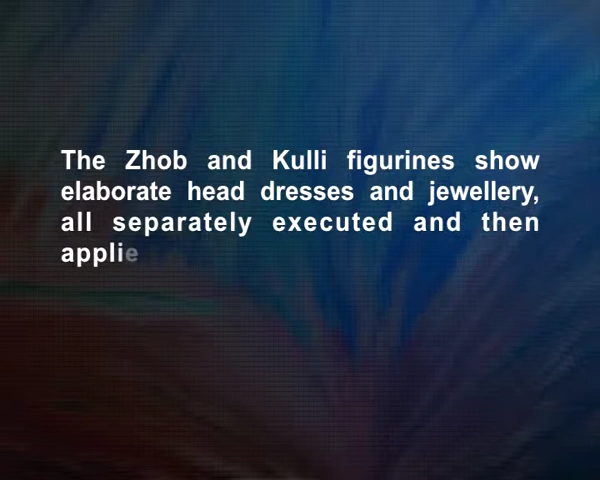 The Zhob and Kulli figurines show
elaborate head dresses and jewellery,
all separately executed and then
applie